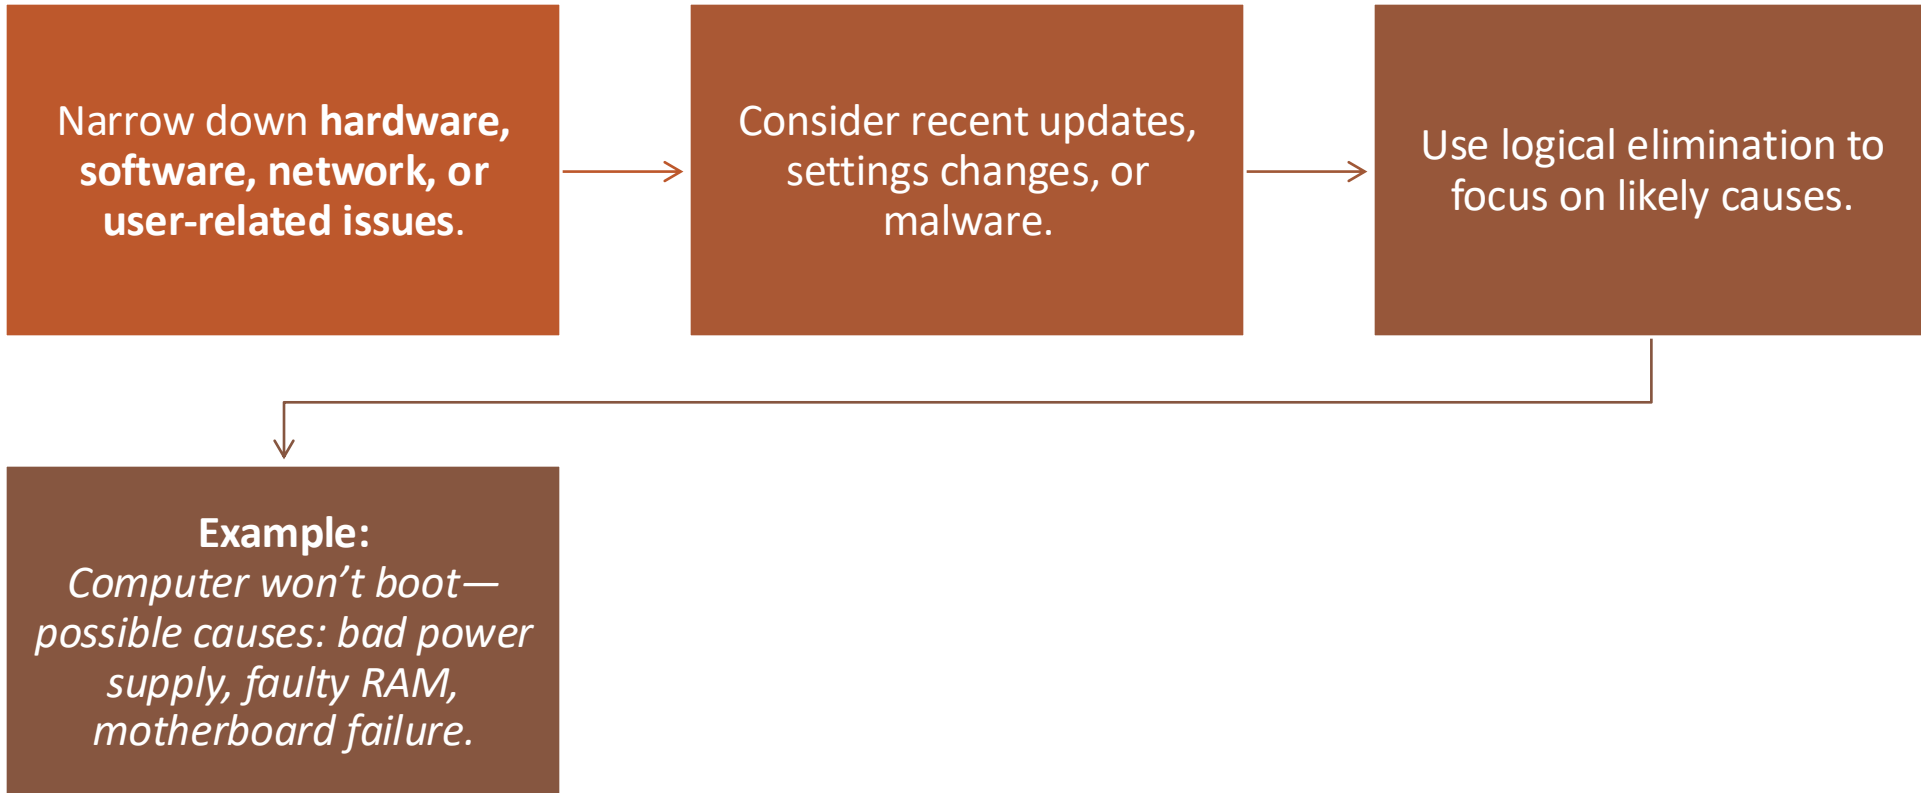 Narrow down hardware,
software, network, or
user-related issues.
Consider recent updates,
settings changes, or
malware.
Use logical elimination to
focus on likely causes.
Example:
Computer won’t boot—
possible causes: bad power
supply, faulty RAM,
motherboard failure.